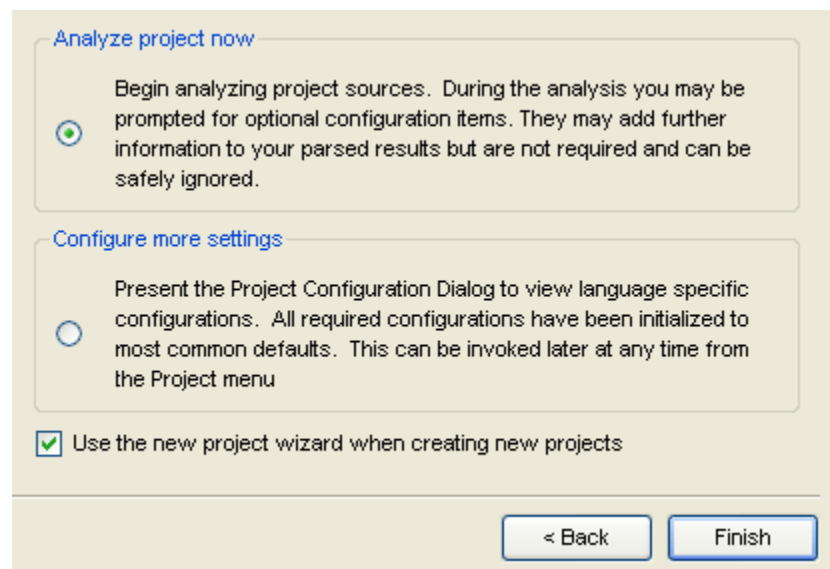 Analyze project now
Begin analyzing project sources.  During the analysis you may be
prompted for optional configuration items. They may add further
information to your parsed results but are not required and can be
safely ignored.
Configure more settings
Present the Project Configuration Dialog to view language specific
configurations.  All required configurations have been initialized to
most common defaults.  This can be invoked later at any time from
the Project menu
Use the new project wizard when creating new projects
< Back
Finish